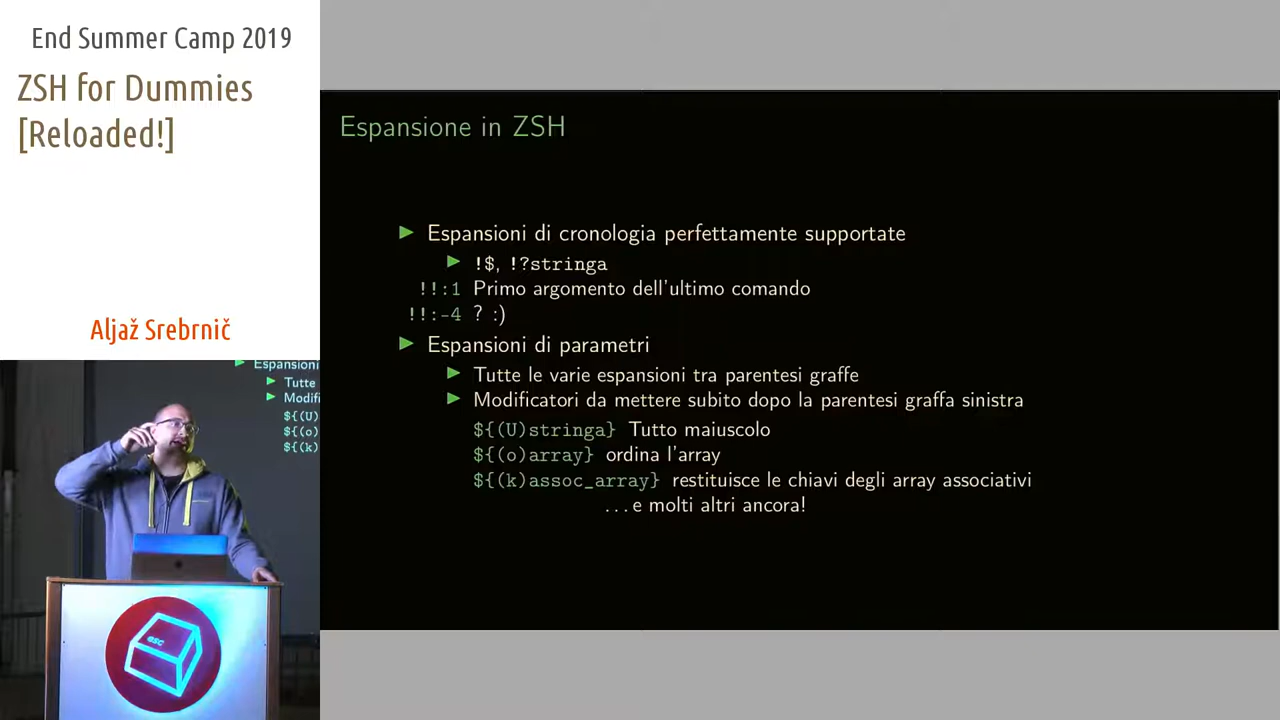 End Summer Camp 2019
ZSH for Dummies
[Reloaded!]
Aljaž Srebrnič
Espansione in ZSH
▶ Espansioni di cronologia perfettamente supportate
▶ !$, !?stringa
!!:1 Primo argomento dell'ultimo comando
!!:-4 ? :)
▶ Espansioni di parametri
▶ Tutte le varie espansioni tra parentesi graffe
▶ Modificatori da mettere subito dopo la parentesi graffa sinistra
${(U)stringa} Tutto maiuscolo
${(o)array} ordina l'array
${(k)assoc_array} restituisce le chiavi degli array associativi
...e molti altri ancora!
Espansioni
▶ Tutte
▶ Modifi
${(U)
${(o)
${(k)
esc